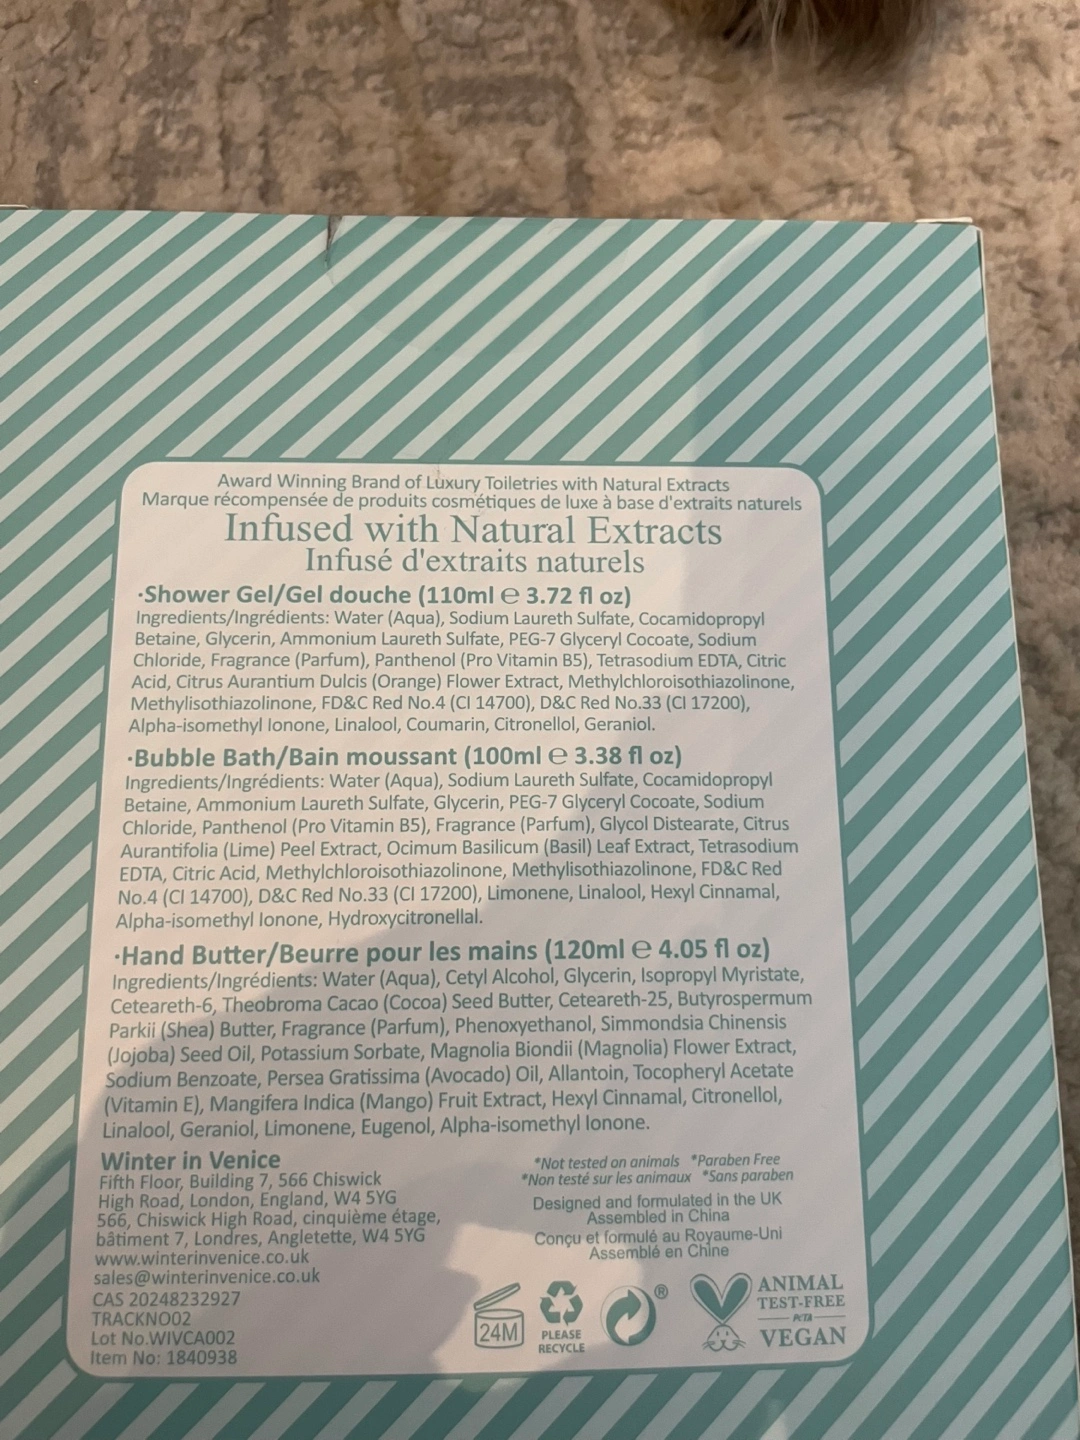 Award Winning Brand of Luxury Toiletries with Natural Extracts
Marque récompensée de produits cosmétiques de luxe à base d'extraits naturels
Infused with Natural Extracts
Infusé d'extraits naturels
·Shower Gel/Gel douche (110ml ℮ 3.72 fl oz)
Ingredients/Ingrédients: Water (Aqua), Sodium Laureth Sulfate, Cocamidopropyl
Betaine, Glycerin, Ammonium Laureth Sulfate, PEG-7 Glyceryl Cocoate, Sodium
Chloride, Fragrance (Parfum), Panthenol (Pro Vitamin B5), Tetrasodium EDTA, Citric
Acid, Citrus Aurantium Dulcis (Orange) Flower Extract, Methylchloroisothiazolinone,
Methylisothiazolinone, FD&C Red No.4 (CI 14700), D&C Red No.33 (CI 17200),
Alpha-isomethyl Ionone, Linalool, Coumarin, Citronellol, Geraniol.
·Bubble Bath/Bain moussant (100ml ℮ 3.38 fl oz)
Ingredients/Ingrédients: Water (Aqua), Sodium Laureth Sulfate, Cocamidopropyl
Betaine, Ammonium Laureth Sulfate, Glycerin, PEG-7 Glyceryl Cocoate, Sodium
Chloride, Panthenol (Pro Vitamin B5), Fragrance (Parfum), Glycol Distearate, Citrus
Aurantifolia (Lime) Peel Extract, Ocimum Basilicum (Basil) Leaf Extract, Tetrasodium
EDTA, Citric Acid, Methylchloroisothiazolinone, Methylisothiazolinone, FD&C Red
No.4 (CI 14700), D&C Red No.33 (CI 17200), Limonene, Linalool, Hexyl Cinnamal,
Alpha-isomethyl Ionone, Hydroxycitronellal.
·Hand Butter/Beurre pour les mains (120ml ℮ 4.05 fl oz)
Ingredients/Ingrédients: Water (Aqua), Cetyl Alcohol, Glycerin, Isopropyl Myristate,
Ceteareth-6, Theobroma Cacao (Cocoa) Seed Butter, Ceteareth-25, Butyrospermum
Parkii (Shea) Butter, Fragrance (Parfum), Phenoxyethanol, Simmondsia Chinensis
(Jojoba) Seed Oil, Potassium Sorbate, Magnolia Biondii (Magnolia) Flower Extract,
Sodium Benzoate, Persea Gratissima (Avocado) Oil, Allantoin, Tocopheryl Acetate
(Vitamin E), Mangifera Indica (Mango) Fruit Extract, Hexyl Cinnamal, Citronellol,
Linalool, Geraniol, Limonene, Eugenol, Alpha-isomethyl Ionone.
Winter in Venice
Fifth Floor, Building 7, 566 Chiswick
High Road, London, England, W4 5YG
566, Chiswick High Road, cinquième étage,
bâtiment 7, Londres, Angletette, W4 5YG
www.winterinvenice.co.uk
sales@winterinvenice.co.uk
CAS 20248232927
TRACKNO02
Lot No.WIVCA002
Item No: 1840938
*Not tested on animals *Paraben Free
*Non testé sur les animaux *Sans paraben
Designed and formulated in the UK
Assembled in China
Conçu et formulé au Royaume-Uni
Assemblé en Chine
24M
PLEASE
RECYCLE
®
ANIMAL
TEST-FREE
PETA
VEGAN